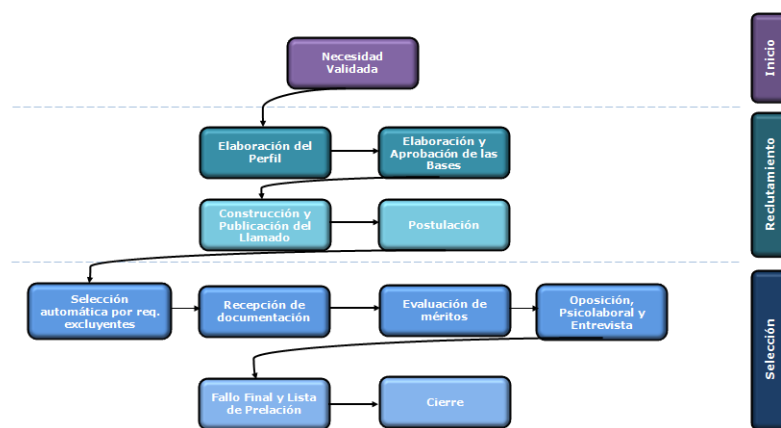 Necesidad
Validada
Inicio
Elaboración del
Perfil
Elaboración y
Aprobación de las
Bases
Construcción y
Publicación del
Llamado
Postulación
Reclutamiento
Selección
automática por req.
excluyentes
Recepción de
documentación
Evaluación de
méritos
Oposición,
Psicolaboral y
Entrevista
Fallo Final y Lista
de Prelación
Cierre
Selección